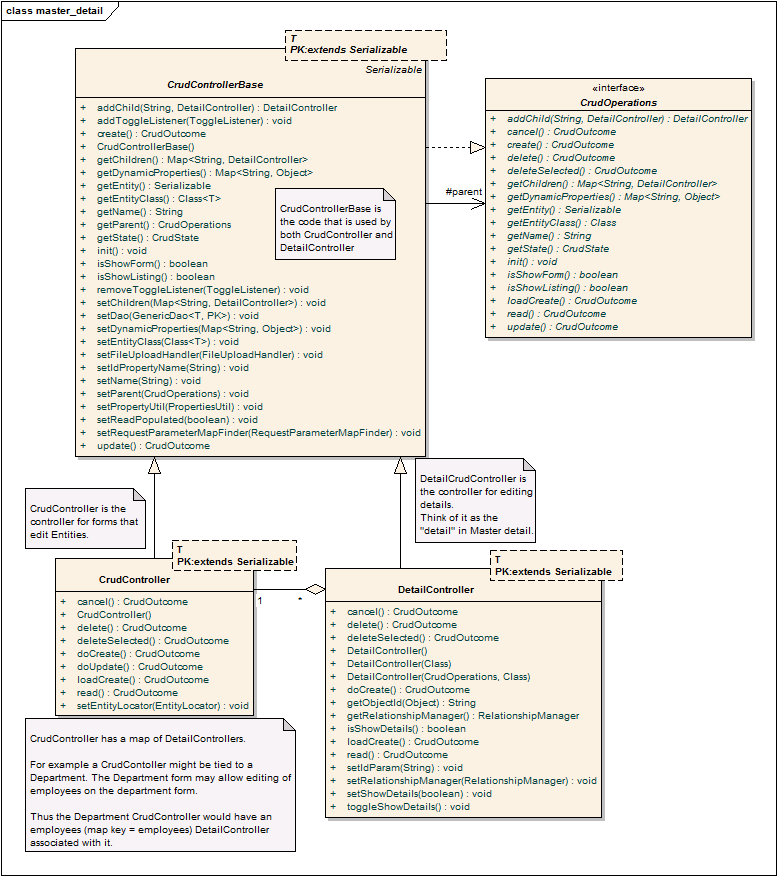 class master_detail
T
PK:extends Serializable
Serializable
CrudControllerBase
+ addChild(String, DetailController) : DetailController
+ addToggleListener(ToggleListener) : void
+ create() : CrudOutcome
+ CrudControllerBase()
+ getChildren() : Map<String, DetailController>
+ getDynamicProperties() : Map<String, Object>
+ getEntity() : Serializable
+ getEntityClass() : Class<T>
+ getName() : String
+ getParent() : CrudOperations
+ getState() : CrudState
+ init() : void
+ isShowForm() : boolean
+ isShowListing() : boolean
+ removeToggleListener(ToggleListener) : void
+ setChildren(Map<String, DetailController>) : void
+ setDao(GenericDao<T, PK>) : void
+ setDynamicProperties(Map<String, Object>) : void
+ setEntityClass(Class<T>) : void
+ setFileUploadHandler(FileUploadHandler) : void
+ setIdPropertyName(String) : void
+ setName(String) : void
+ setParent(CrudOperations) : void
+ setPropertyUtil(PropertiesUtil) : void
+ setReadPopulated(boolean) : void
+ setRequestParameterMapFinder(RequestParameterMapFinder) : void
+ update() : CrudOutcome
CrudControllerBase is
the code that is used by
both CrudController and
DetailController
#parent
«interface»
CrudOperations
+ addChild(String, DetailController) : DetailController
+ cancel() : CrudOutcome
+ create() : CrudOutcome
+ delete() : CrudOutcome
+ deleteSelected() : CrudOutcome
+ getChildren() : Map<String, DetailController>
+ getDynamicProperties() : Map<String, Object>
+ getEntity() : Serializable
+ getEntityClass() : Class
+ getName() : String
+ getState() : CrudState
+ init() : void
+ isShowForm() : boolean
+ isShowListing() : boolean
+ loadCreate() : CrudOutcome
+ read() : CrudOutcome
+ update() : CrudOutcome
CrudController is the
controller for forms that
edit Entities.
DetailCrudController is
the controller for editing
details.
Think of it as the
"detail" in Master detail.
T
PK:extends Serializable
CrudController
+ cancel() : CrudOutcome
+ CrudController()
+ delete() : CrudOutcome
+ deleteSelected() : CrudOutcome
+ doCreate() : CrudOutcome
+ doUpdate() : CrudOutcome
+ loadCreate() : CrudOutcome
+ read() : CrudOutcome
+ setEntityLocator(EntityLocator) : void
1
*
T
PK:extends Serializable
DetailController
+ cancel() : CrudOutcome
+ delete() : CrudOutcome
+ deleteSelected() : CrudOutcome
+ DetailController()
+ DetailController(Class)
+ DetailController(CrudOperations, Class)
+ doCreate() : CrudOutcome
+ getObjectId(Object) : String
+ getRelationshipManager() : RelationshipManager
+ isShowDetails() : boolean
+ loadCreate() : CrudOutcome
+ read() : CrudOutcome
+ setIdParam(String) : void
+ setRelationshipManager(RelationshipManager) : void
+ setShowDetails(boolean) : void
+ toggleShowDetails() : void
CrudController has a map of DetailControllers.
For example a CrudContoller might be tied to a
Department. The Department form may allow editing of
employees on the department form.
Thus the Department CrudController would have an
employees (map key = employees) DetailController
associated with it.